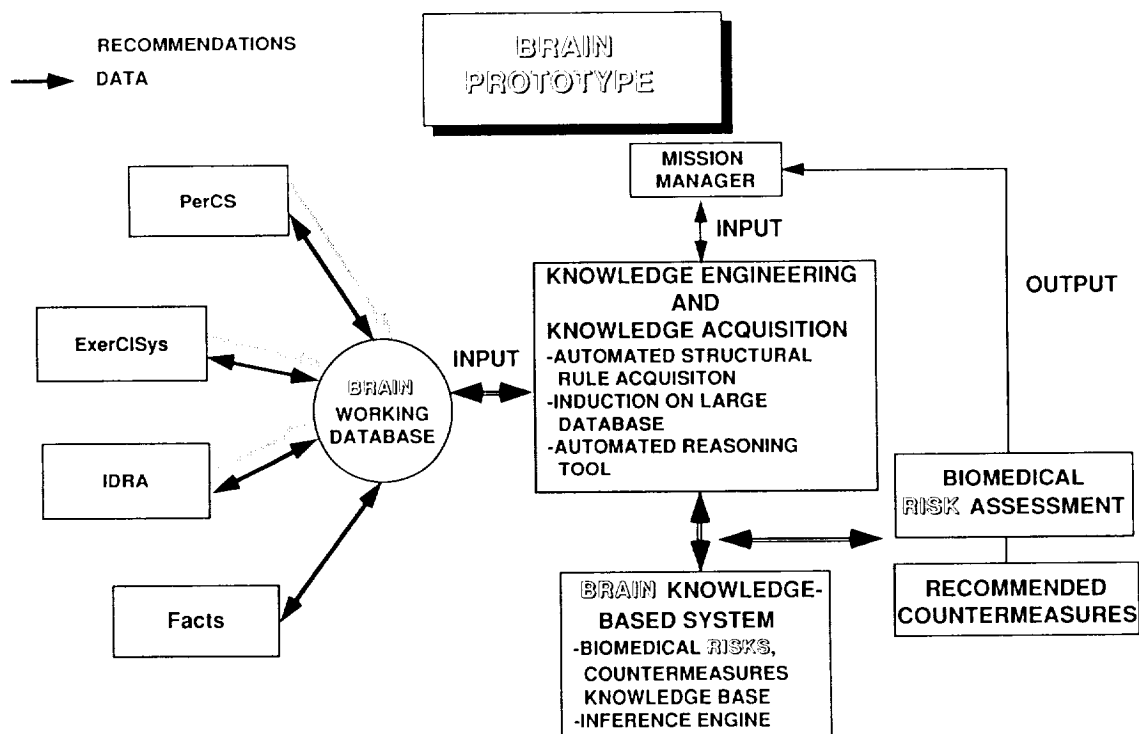 RECOMMENDATIONS
DATA
BRAIN
PROTOTYPE
MISSION
MANAGER
PerCS
INPUT
KNOWLEDGE ENGINEERING
AND
KNOWLEDGE ACQUISITION
-AUTOMATED STRUCTURAL
RULE ACQUISITON
-INDUCTION ON LARGE
DATABASE
-AUTOMATED REASONING
TOOL
OUTPUT
ExerCISys
INPUT
BRAIN
WORKING
DATABASE
IDRA
BIOMEDICAL
RISK ASSESSMENT
RECOMMENDED
COUNTERMEASURES
Facts
BRAIN KNOWLEDGE-
BASED SYSTEM
-BIOMEDICAL RISKS,
COUNTERMEASURES
KNOWLEDGE BASE
-INFERENCE ENGINE